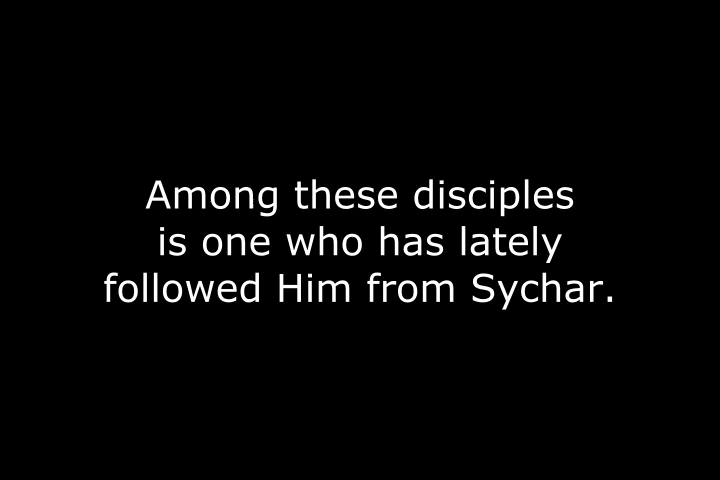 Among these disciples
is one who has lately
followed Him from Sychar.